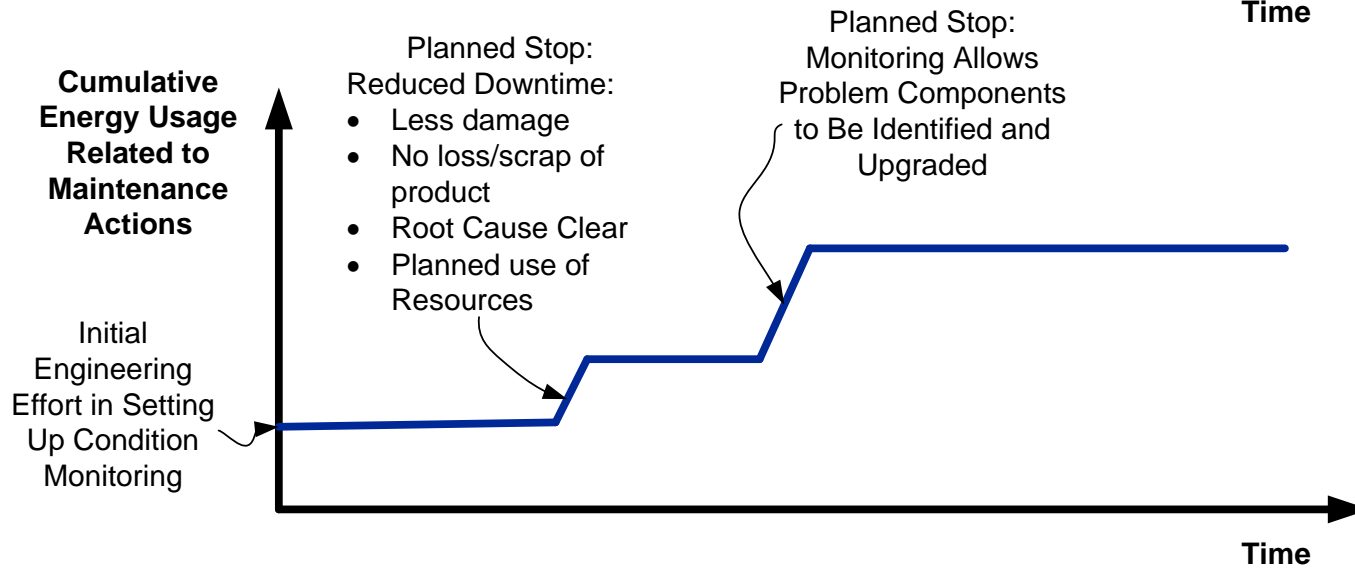 Time
Cumulative
Energy Usage
Related to
Maintenance
Actions
Planned Stop:
Reduced Downtime:
• Less damage
• No loss/scrap of
product
• Root Cause Clear
• Planned use of
Resources
Planned Stop:
Monitoring Allows
Problem Components
to Be Identified and
Upgraded
Initial
Engineering
Effort in Setting
Up Condition
Monitoring
Time